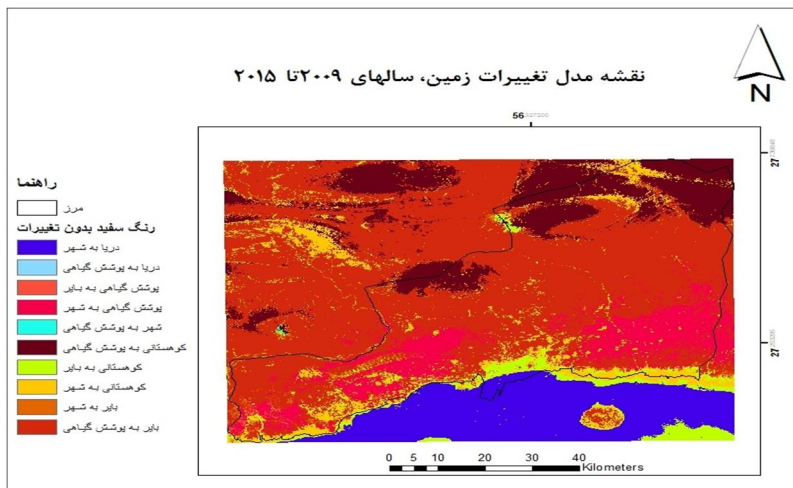 نقشه مدل تغییرات زمین، سالهای ۲۰۰۹تا ۲۰۱۵
N
56
27
27
راهنما
مرز
رنگ سفید بدون تغییرات
دریا به شهر
دریا به پوشش گیاهی
پوشش گیاهی به بایر
پوشش گیاهی به شهر
شهر به پوشش گیاهی
کوهستانی به پوشش گیاهی
کوهستانی به بایر
کوهستانی به شهر
بایر به شهر
بایر به پوشش گیاهی
0 5 10 20 30 40
Kilometers